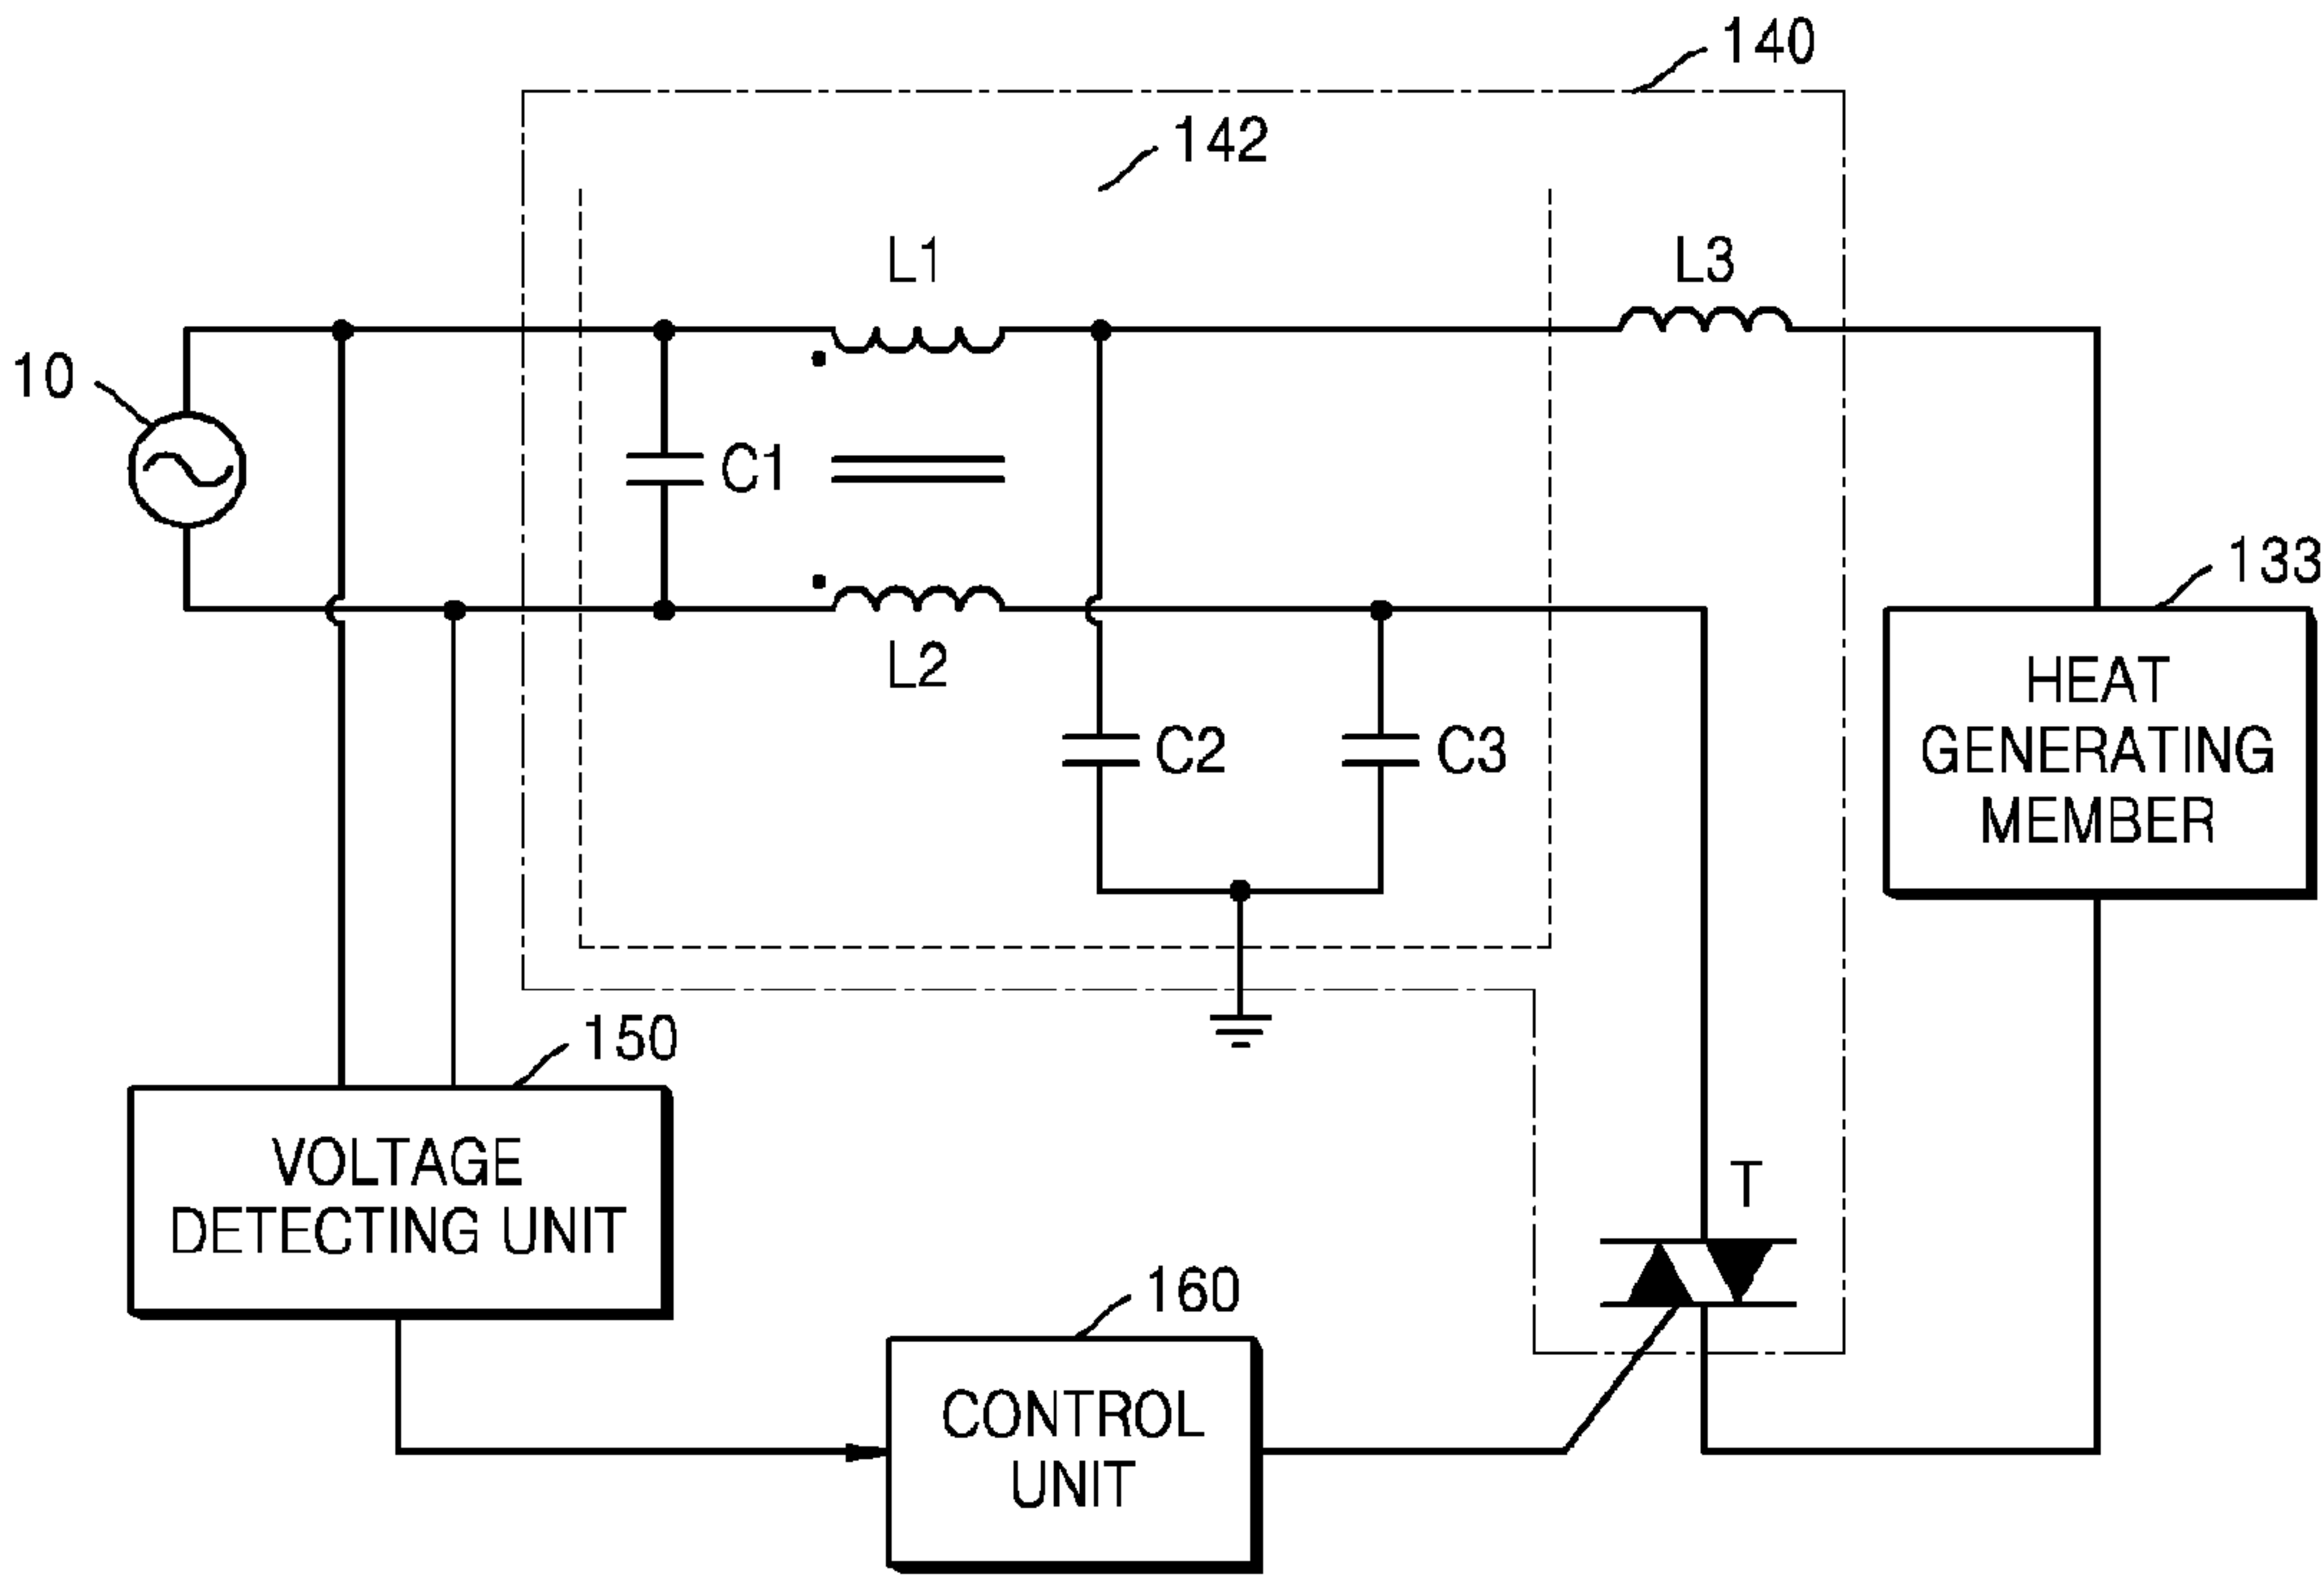 140
142
L1
L3
10
C1
133
L2
HEAT
GENERATING
MEMBER
C2
C3
150
VOLTAGE
DETECTING UNIT
T
160
CONTROL
UNIT